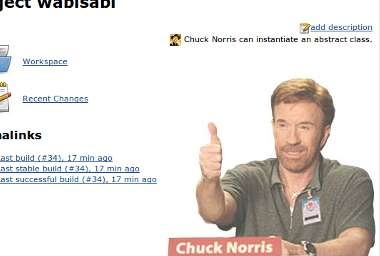 ject wabisabi
add description
Chuck Norris can instantiate an abstract class.
Workspace
Recent Changes
alinks
ast build (#34), 17 min ago
ast stable build (#34), 17 min ago
ast successful build (#34), 17 min ago
Chuck Norris